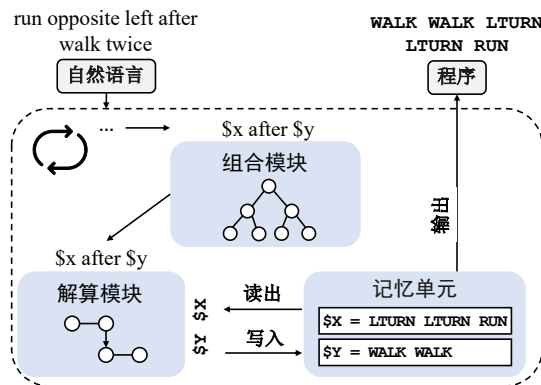 run opposite left after
walk twice
自然语言
WALK WALK LTURN
LTURN RUN
程序
...
$x after $y
组合模块
$x after $y
解算模块
$X
$Y
读出
写入
记忆单元
$X = LTURN LTURN RUN
$Y = WALK WALK
输出